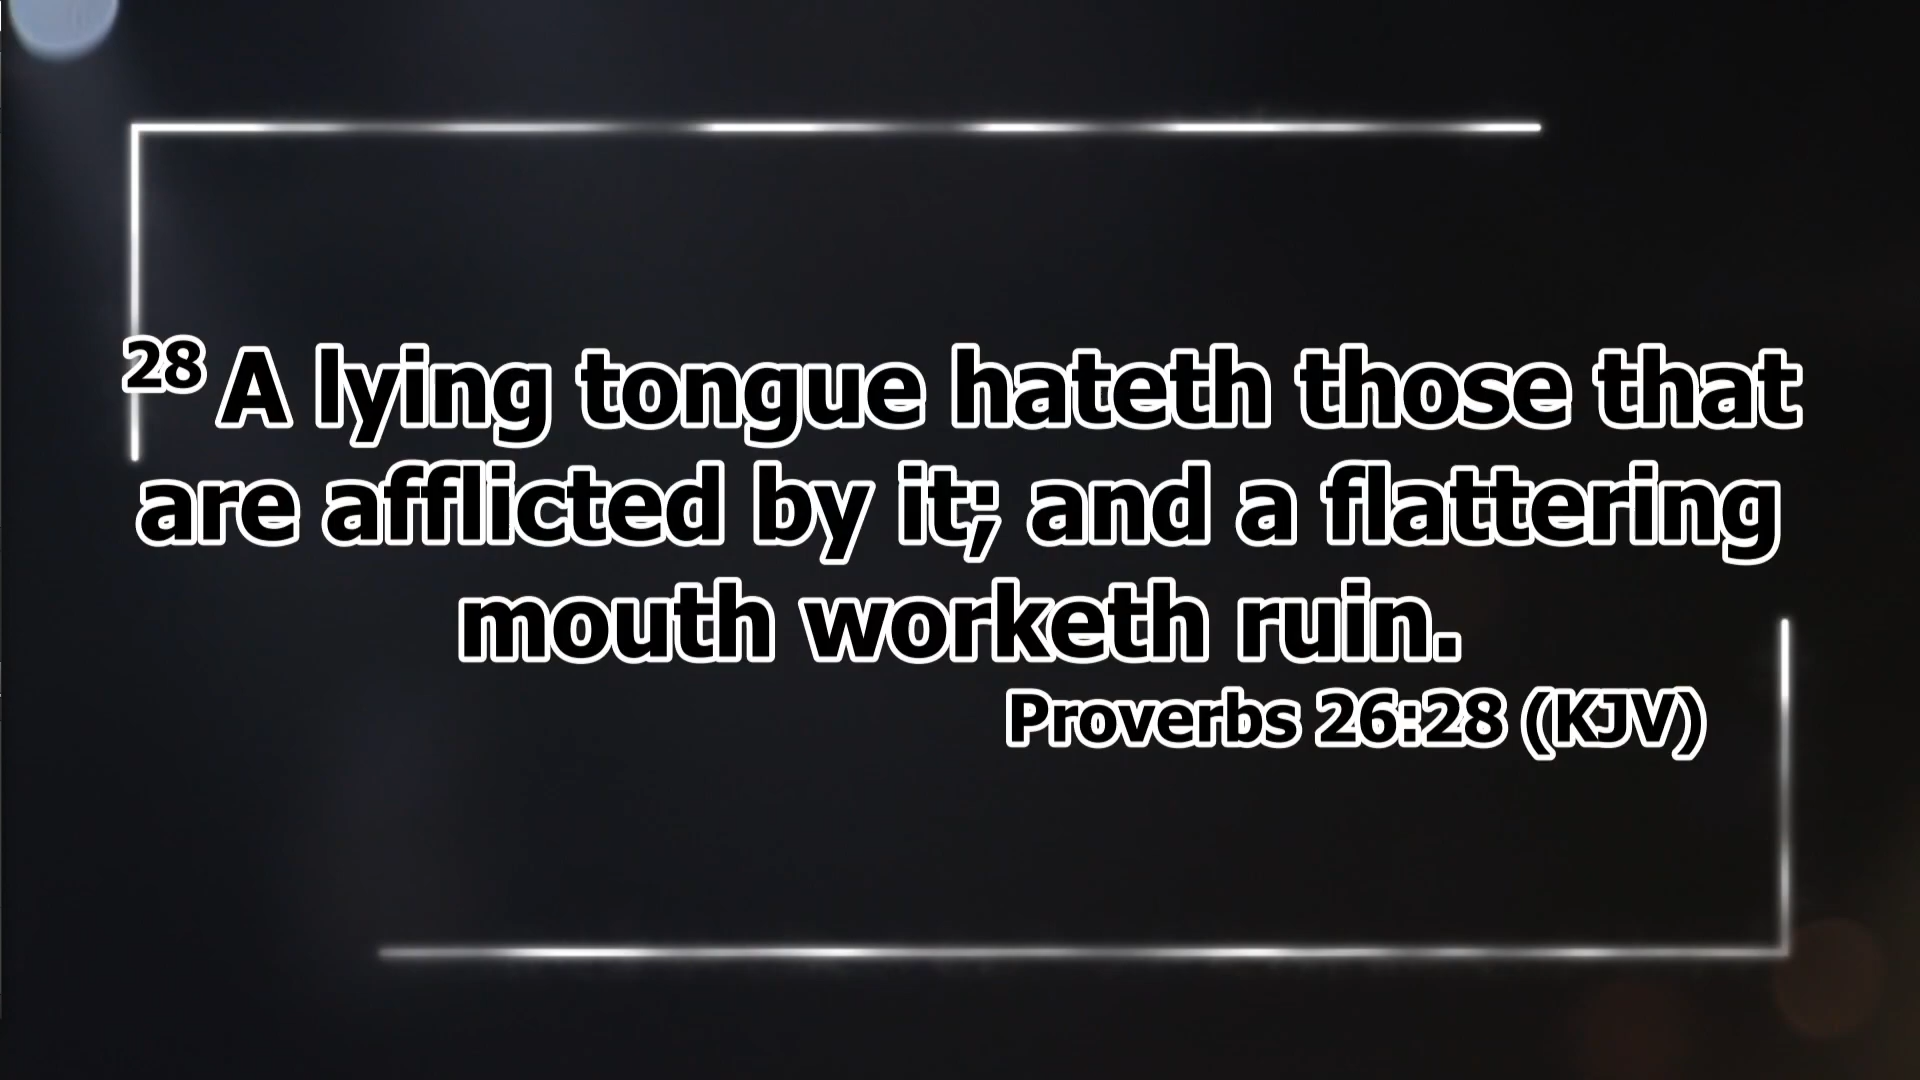 28 A lying tongue hateth those that
are afflicted by it; and a flattering
mouth worketh ruin.
Proverbs 26:28 (KJV)